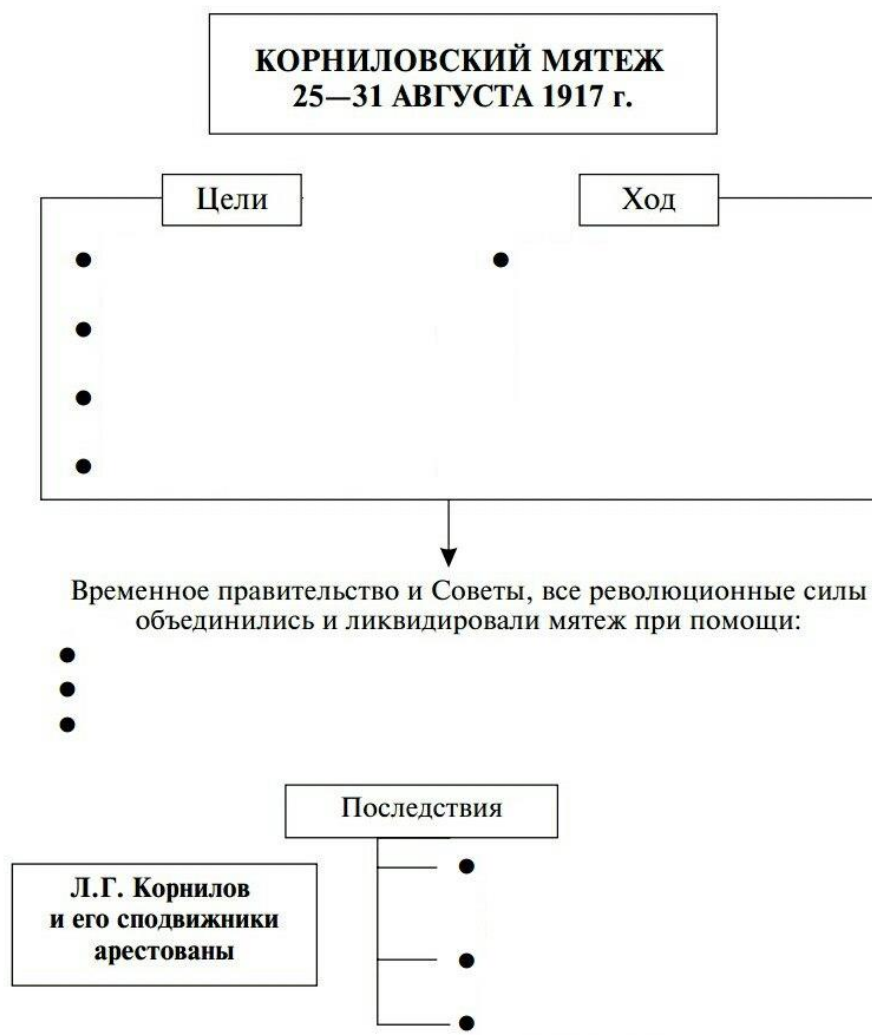 КОРНИЛОВСКИЙ МЯТЕЖ
25—31 АВГУСТА 1917 г.
Цели
Ход
Временное правительство и Советы, все революционные силы
объединились и ликвидировали мятеж при помощи:
Последствия
Л.Г. Корнилов
и его сподвижники
арестованы